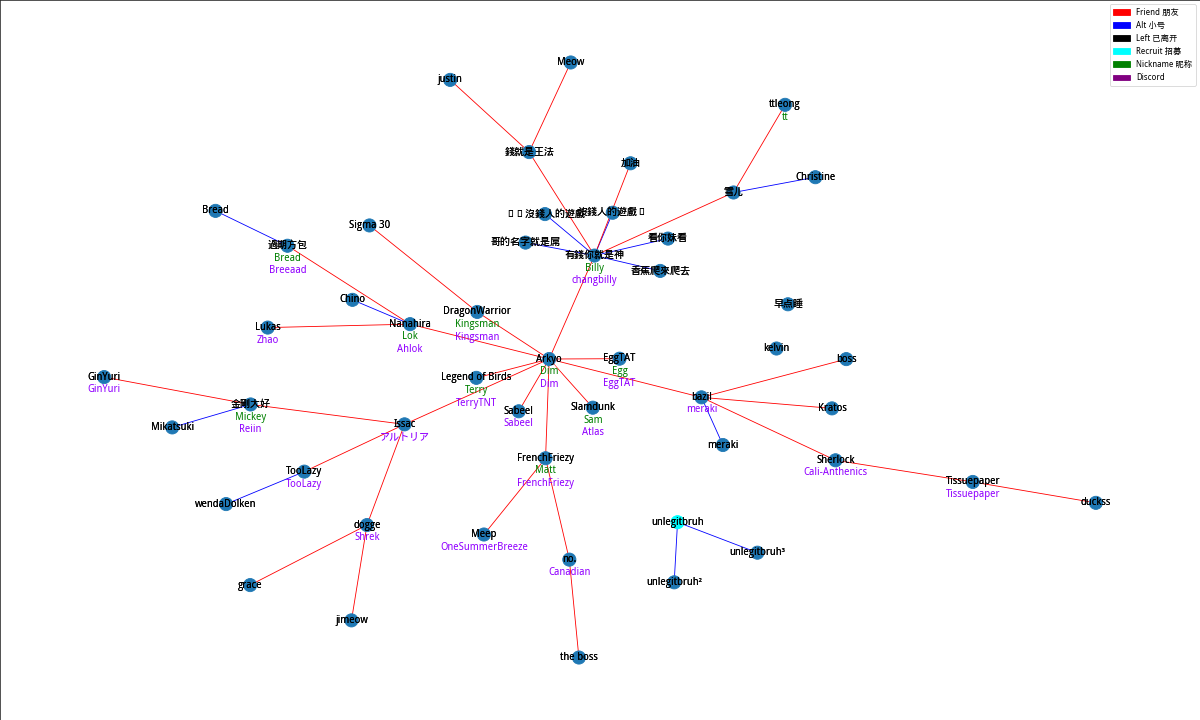 Friend 朋友
Alt 小号
Left 已离开
Recruit 招募
Nickname 昵称
Discord
Meow
justin
ttleong
tt
錢就是王法
加油
Christine
雪儿
Bread
沒錢人的遊戲
沒錢人的遊戲
Sigma 30
看你妹看
哥的名字就是屌
過期方包
Bread
Breeaad
有錢你就是神
Billy
changbilly
香蕉爬來爬去
Chino
早点睡
DragonWarrior
Kingsman
Kingsman
Lukas
Zhao
Nanahira
Lok
Ahlok
kelvin
Arkyo
Dim
Dim
EggTAT
Egg
EggTAT
boss
GinYuri
GinYuri
Legend of Birds
Terry
TerryTNT
bazil
meraki
金剛大好
Mickey
Reiin
Sabeel
Sabeel
Slamdunk
Sam
Atlas
Kratos
Mikatsuki
Issac
アルトリア
meraki
FrenchFriezy
Matt
FrenchFriezy
Sherlock
Cali-Anthenics
TooLazy
TooLazy
Tissuepaper
Tissuepaper
wendaDolken
duckss
dogge
Shrek
unlegitbruh
Meep
OneSummerBreeze
unlegitbruh³
no.
Canadian
grace
unlegitbruh²
jimeow
the boss